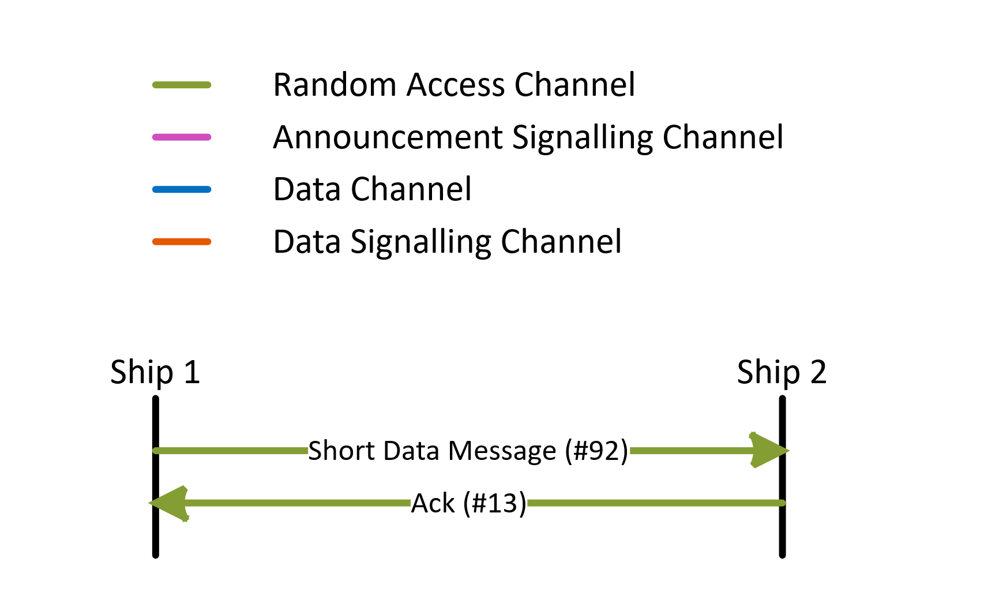 Random Access Channel
Announcement Signalling Channel
Data Channel
Data Signalling Channel
Ship 1
Ship 2
Short Data Message (#92)
Ack (#13)